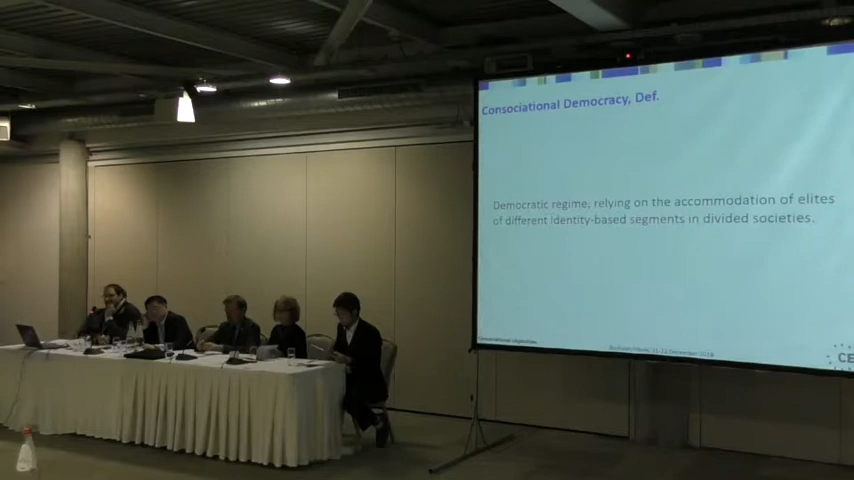 Consociational Democracy, Def.
Democratic regime, relying on the accommodation of elites
of different identity-based segments in divided societies.
CE